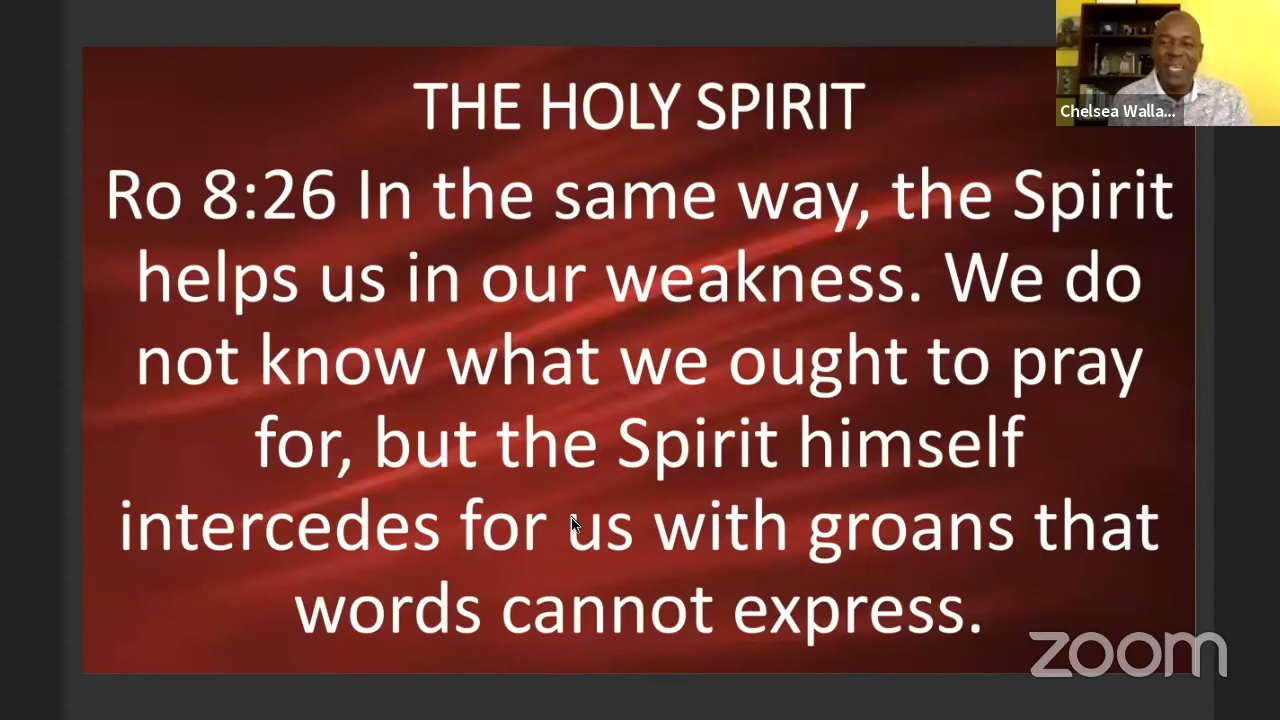 THE HOLY SPIRIT
Chelsea Walla...
Ro 8:26 In the same way, the Spirit
helps us in our weakness. We do
not know what we ought to pray
for, but the Spirit himself
intercedes for us with groans that
words cannot express.
zoom